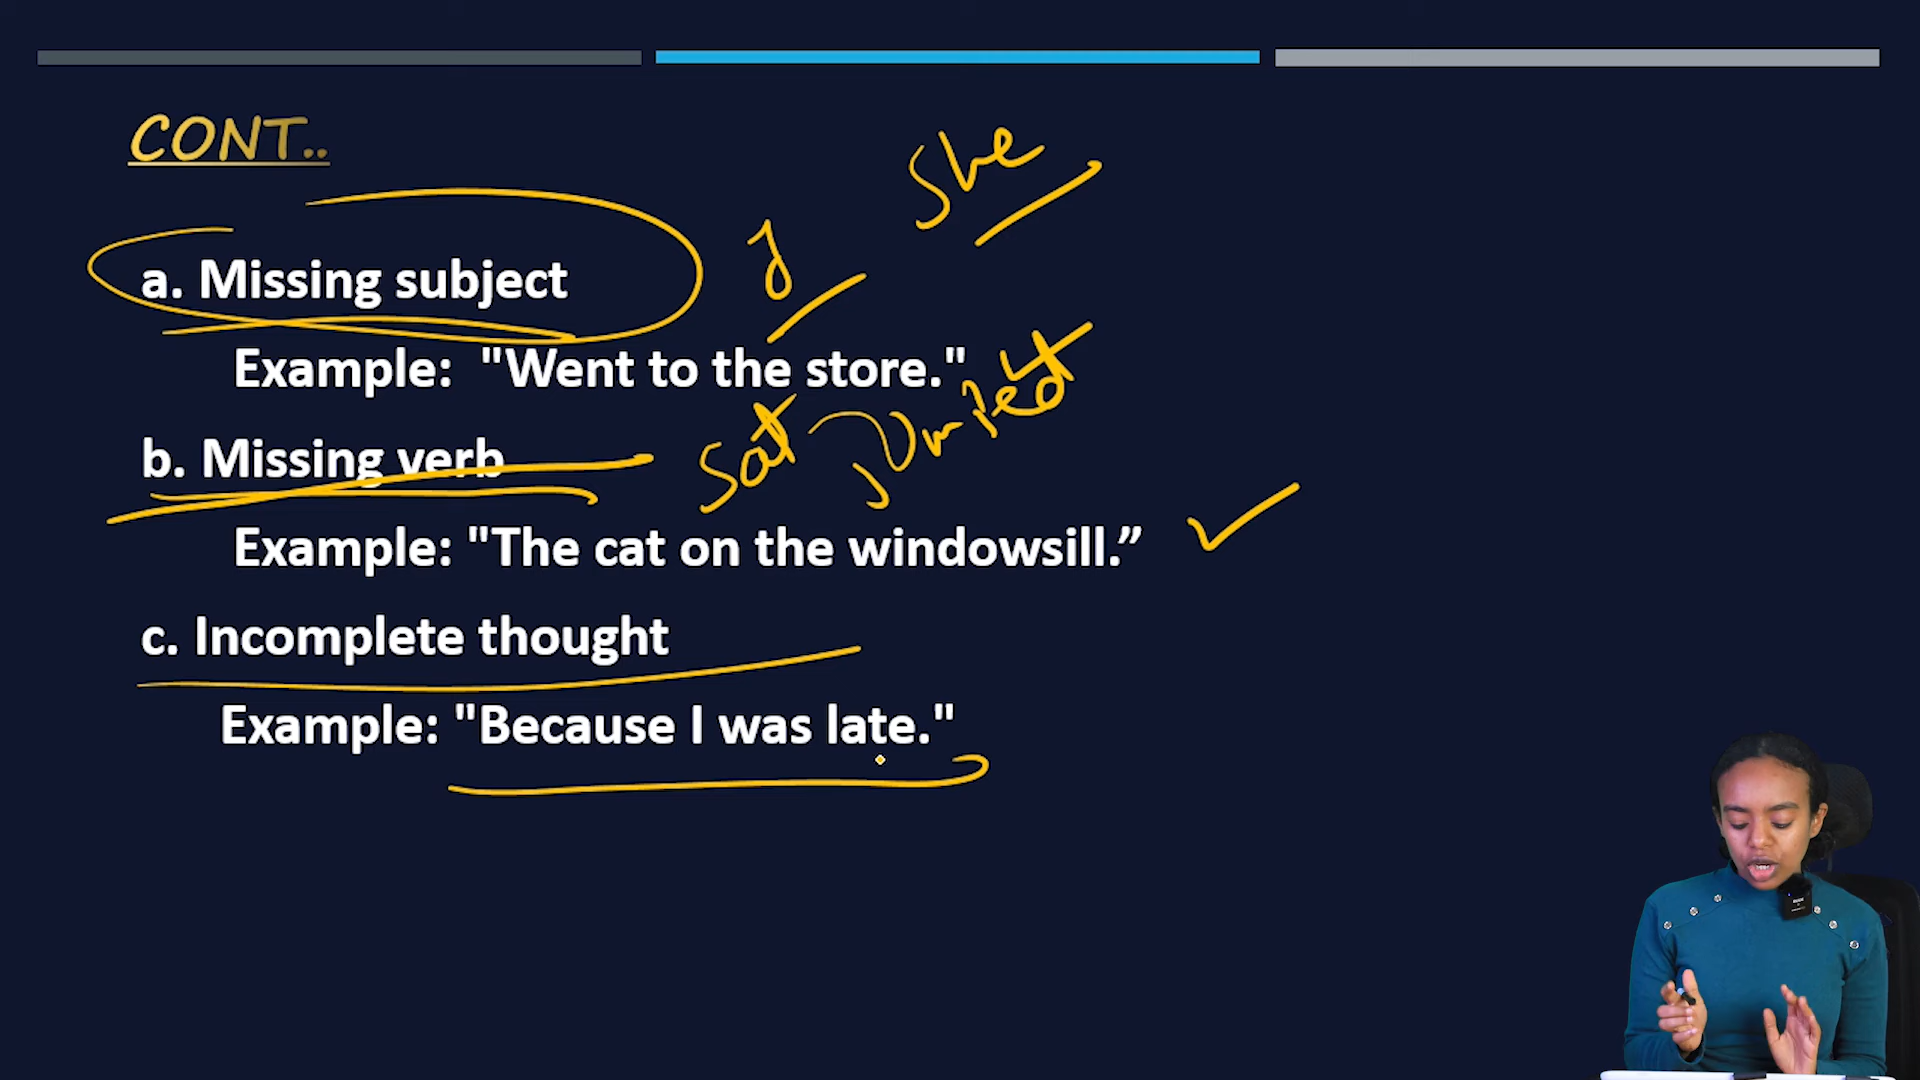 CONT..
She
a. Missing subject
I
Example: "Went to the store."
sat jumped
b. Missing verb
Example: "The cat on the windowsill.”
c. Incomplete thought
Example: "Because I was late."